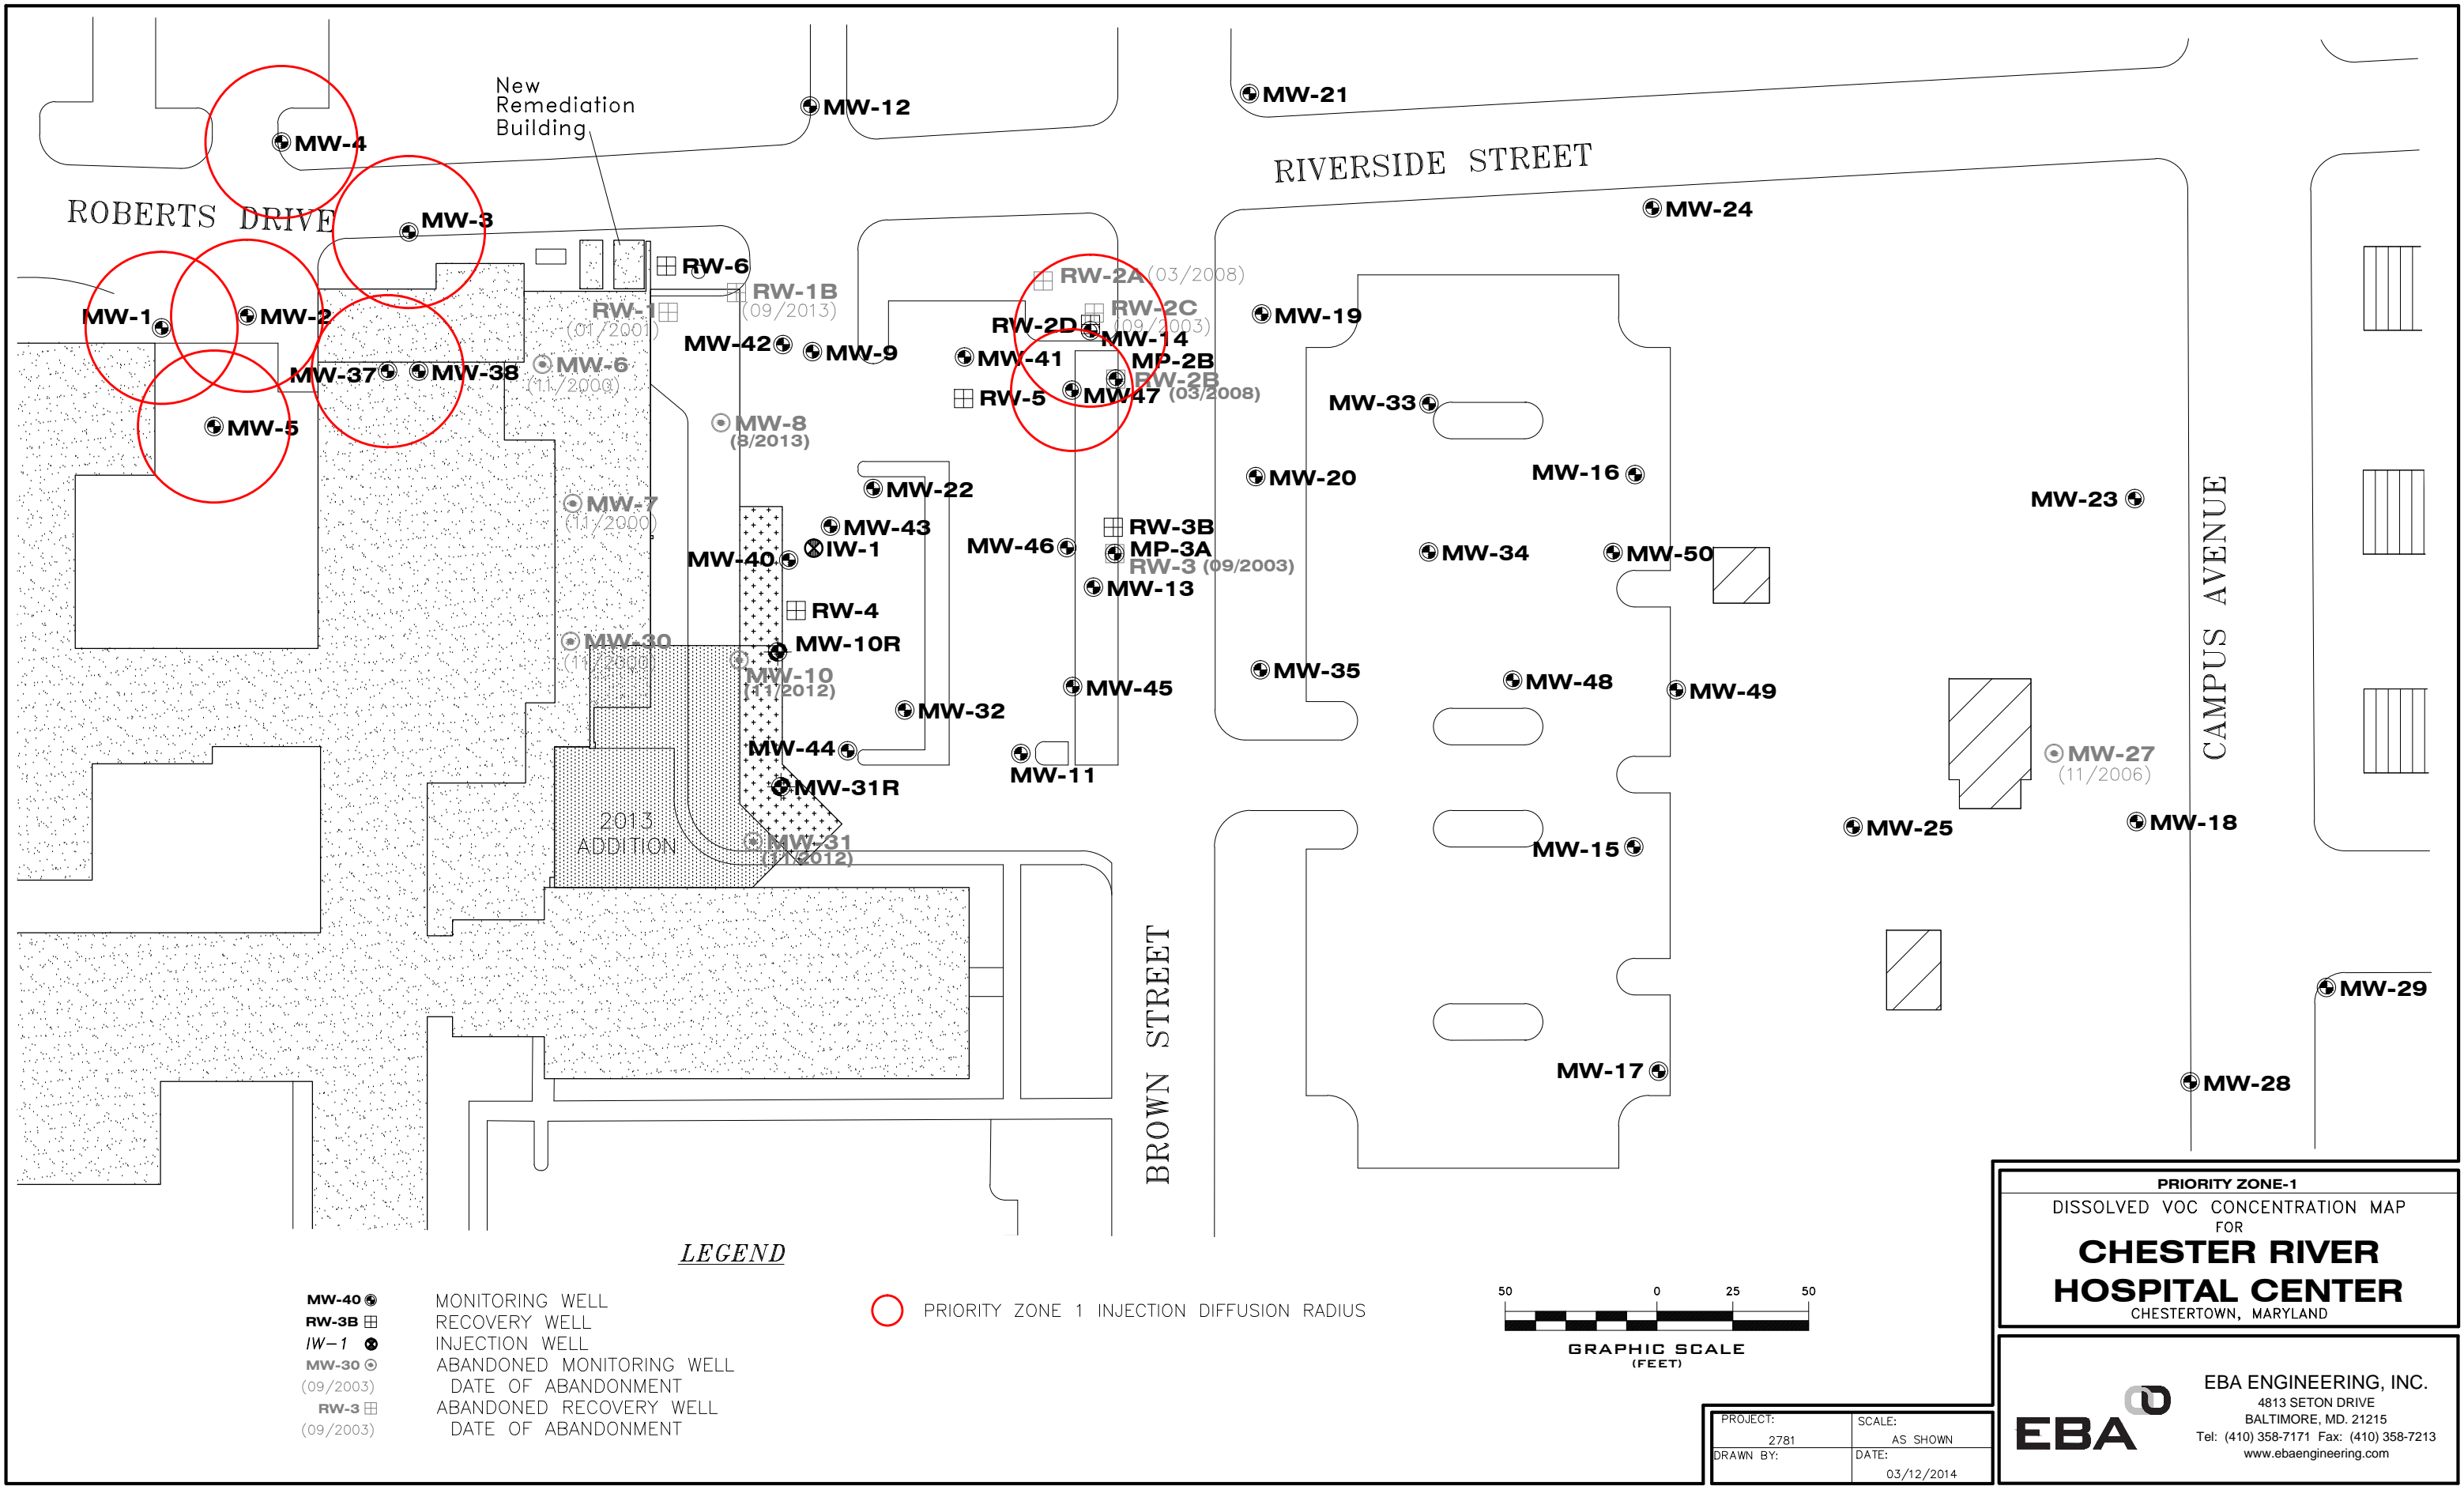 New
Remediation
Building
MW-12
MW-21
MW-4
RIVERSIDE STREET
ROBERTS DRIVE
MW-3
MW-24
RW-6
RW-2A (03/2008)
RW-1B
(09/2013)
RW-1
(01/2001)
RW-2C
(09/2003)
MW-1
MW-2
RW-2D
MW-14
MW-19
MW-42
MW-9
MW-41
MP-2B
MW-37
MW-38
MW-6
(11/2000)
RW-2B
(03/2008)
RW-5
MW47
MW-33
MW-5
MW-8
(8/2013)
MW-20
MW-16
MW-22
MW-23
MW-7
(11/2000)
MW-43
RW-3B
MW-40
IW-1
MW-46
MP-3A
RW-3 (09/2003)
MW-34
MW-50
MW-13
RW-4
CAMPUS AVENUE
MW-30
(11/2000)
MW-10R
MW-10
(11/2012)
MW-45
MW-35
MW-48
MW-49
MW-32
MW-44
MW-11
MW-27
(11/2006)
MW-31R
2013
ADDITION
MW-31
(11/2012)
MW-25
MW-18
MW-15
BROWN STREET
MW-29
MW-17
MW-28
LEGEND
MW-40 MONITORING WELL
RW-3B RECOVERY WELL
IW-1 INJECTION WELL
MW-30 ABANDONED MONITORING WELL
(09/2003) DATE OF ABANDONMENT
RW-3 ABANDONED RECOVERY WELL
(09/2003) DATE OF ABANDONMENT
PRIORITY ZONE 1 INJECTION DIFFUSION RADIUS
50 0 25 50
GRAPHIC SCALE
(FEET)
PRIORITY ZONE-1
DISSOLVED VOC CONCENTRATION MAP
FOR
CHESTER RIVER
HOSPITAL CENTER
CHESTERTOWN, MARYLAND
EBA
EBA ENGINEERING, INC.
4813 SETON DRIVE
BALTIMORE, MD. 21215
Tel: (410) 358-7171 Fax: (410) 358-7213
www.ebaengineering.com
PROJECT:
2781
SCALE:
AS SHOWN
DRAWN BY:
DATE:
03/12/2014